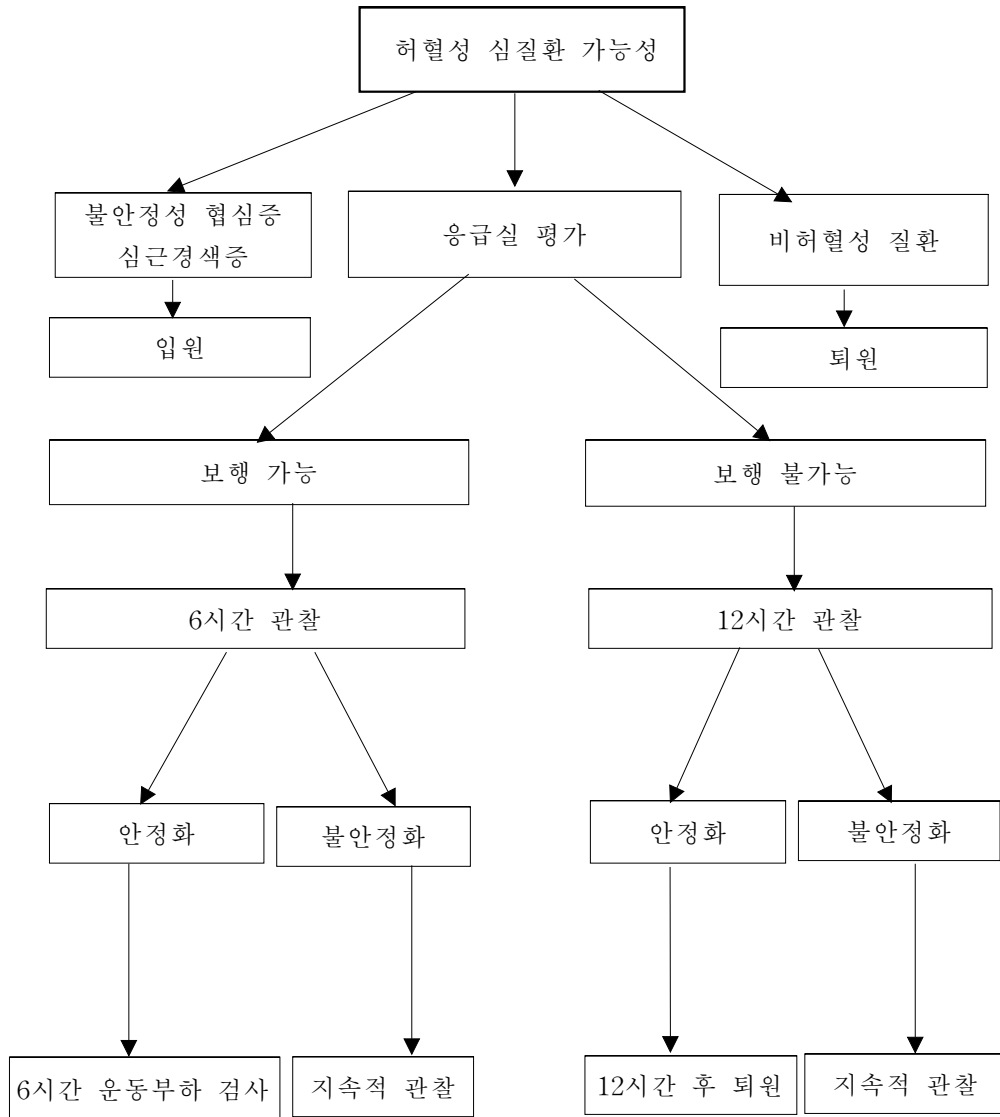 허혈성 심질환 가능성
불안정성 협심증
심근경색증
응급실 평가
비허혈성 질환
입원
퇴원
보행 가능
보행 불가능
6시간 관찰
12시간 관찰
안정화
불안정화
안정화
불안정화
6시간 운동부하 검사
지속적 관찰
12시간 후 퇴원
지속적 관찰